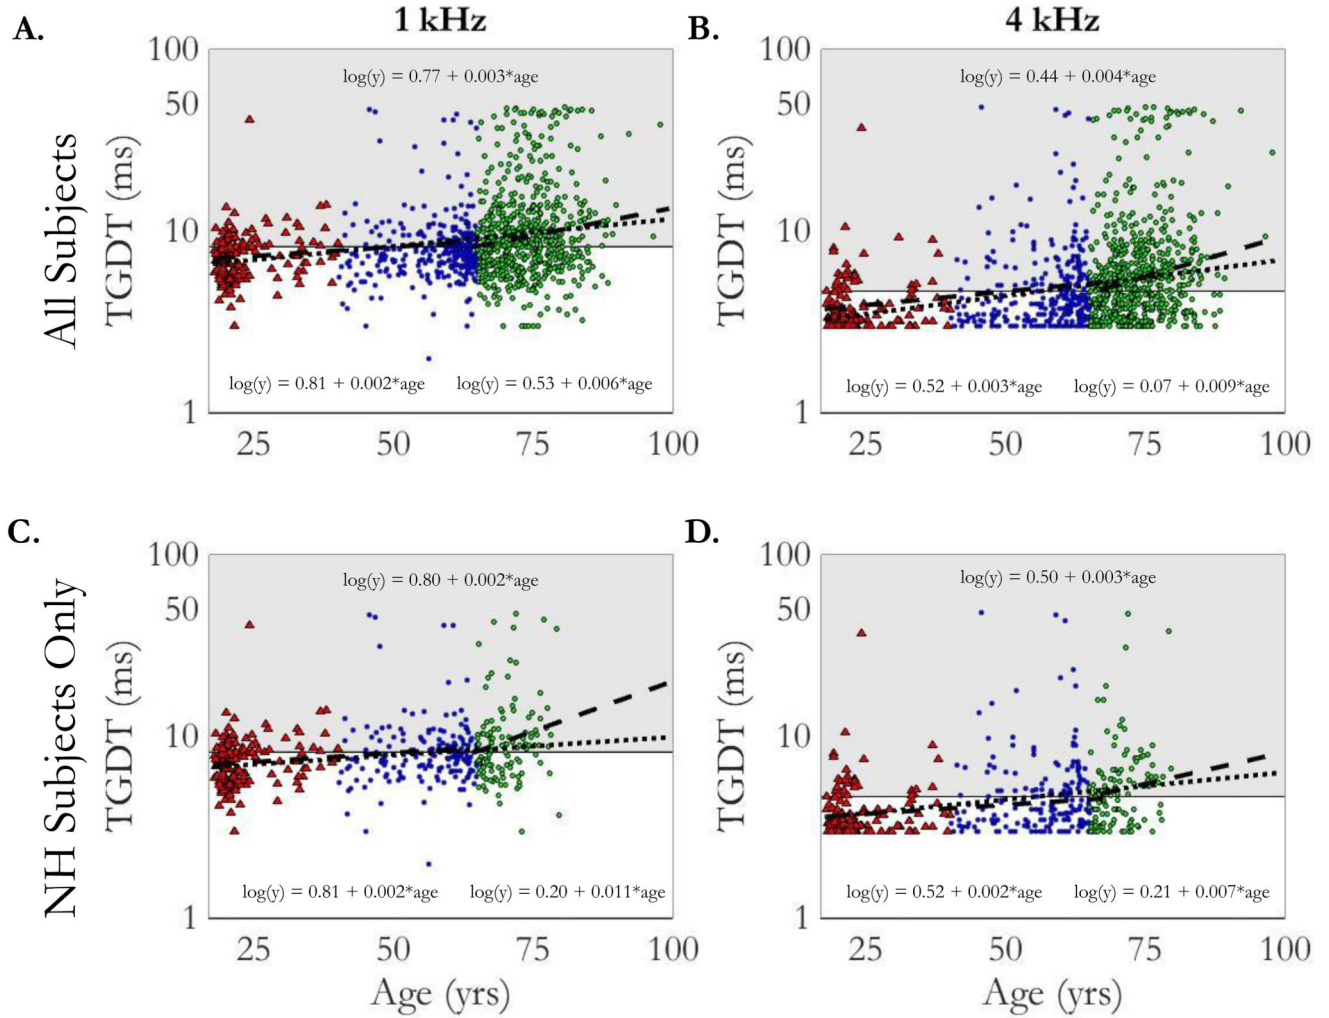 A.
1 kHz
B.
4 kHz
All Subjects
TGDT (ms)
100
50
10
1
log(y) = 0.77 + 0.003*age
log(y) = 0.81 + 0.002*age
log(y) = 0.53 + 0.006*age
25
50
75
100
TGDT (ms)
100
50
10
1
log(y) = 0.44 + 0.004*age
log(y) = 0.52 + 0.003*age
log(y) = 0.07 + 0.009*age
25
50
75
100
C.
D.
NH Subjects Only
TGDT (ms)
100
50
10
1
log(y) = 0.80 + 0.002*age
log(y) = 0.81 + 0.002*age
log(y) = 0.20 + 0.011*age
25
50
75
100
Age (yrs)
TGDT (ms)
100
50
10
1
log(y) = 0.50 + 0.003*age
log(y) = 0.52 + 0.002*age
log(y) = 0.21 + 0.007*age
25
50
75
100
Age (yrs)